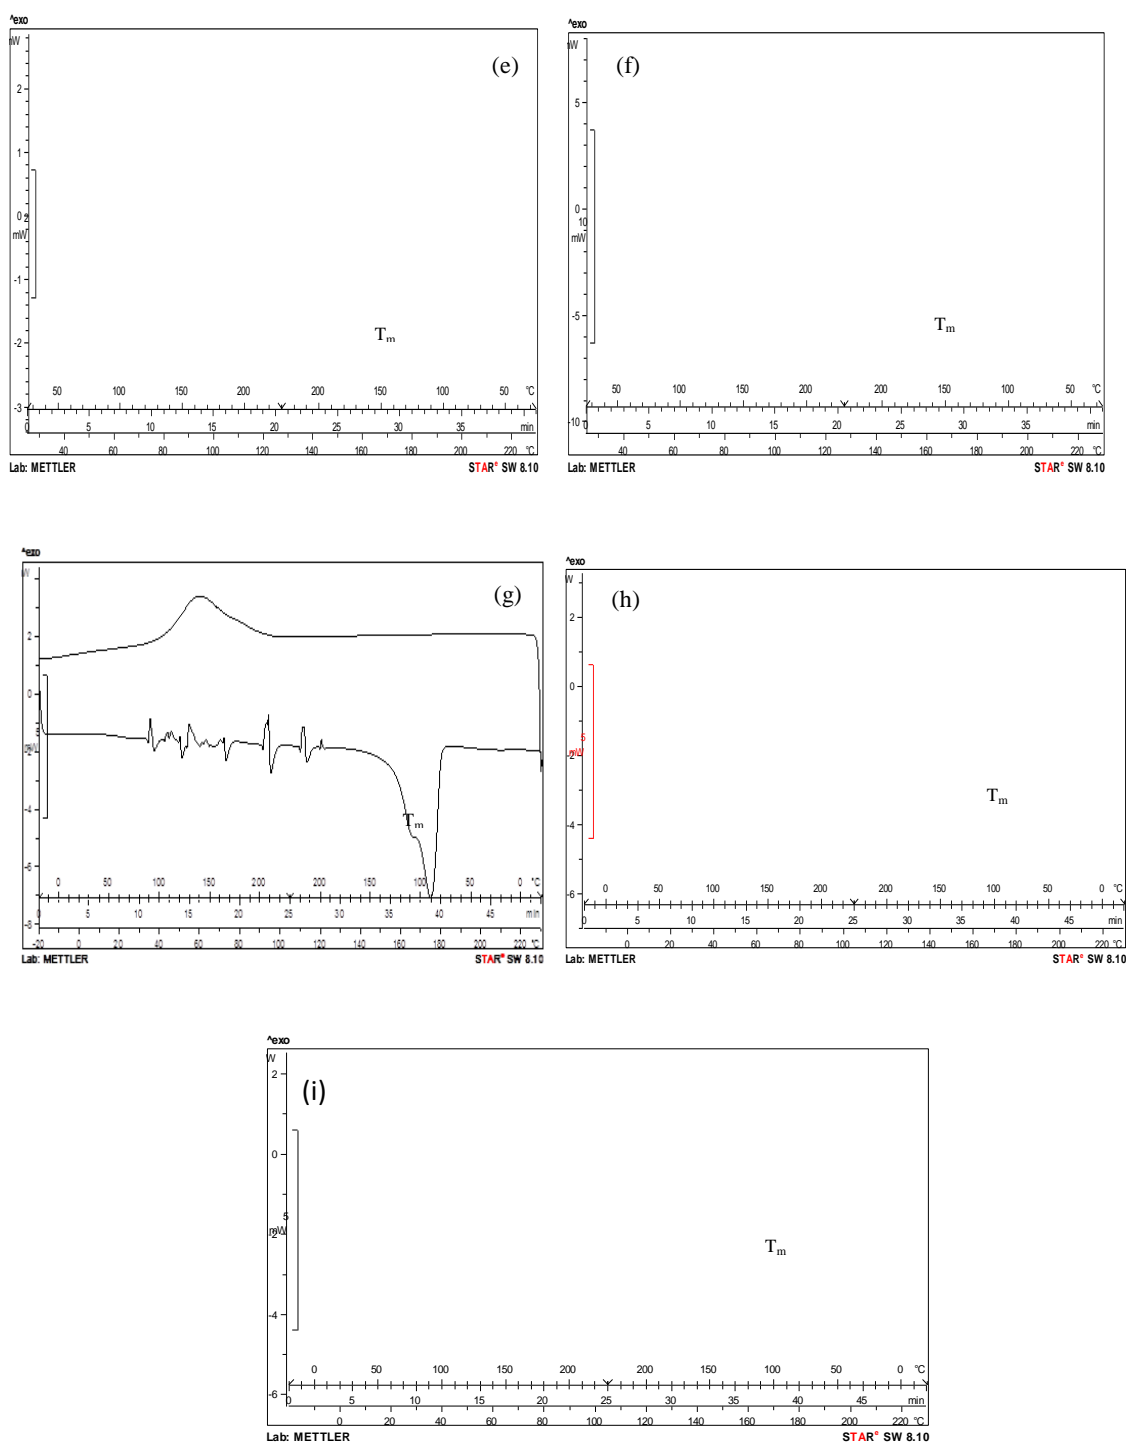 ^exo
mW
(e)
2
1
0 2
mW
-1
-2
Tm
50 100 150 200 200 150 100 50 °C
-3
0 5 10 15 20 25 30 35 min
40 60 80 100 120 140 160 180 200 220 °C
Lab: METTLER STARe SW 8.10
^exo
(f)
5
0
10
mW
-5
Tm
50 100 150 200 200 150 100 50 °C
-10
0 5 10 15 20 25 30 35 min
40 60 80 100 120 140 160 180 200 220 °C
Lab: METTLER STARe SW 8.10
^exo
(g)
2
0
-2
-4
Tm
-6
0 50 100 150 200 200 150 100 50 0 °C
0 5 10 15 20 25 30 35 40 45 min
-8
-20 0 20 40 60 80 100 120 140 160 180 200 220 °C
Lab: METTLER STARe SW 8.10
^exo
W
(h)
2
0
5
mW
-2
Tm
-4
0 50 100 150 200 200 150 100 50 0 °C
-6
0 5 10 15 20 25 30 35 40 45 min
0 20 40 60 80 100 120 140 160 180 200 220 °C
Lab: METTLER STARe SW 8.10
^exo
W
(i)
2
0
5
mW
-2
Tm
-4
0 50 100 150 200 200 150 100 50 0 °C
-6
0 5 10 15 20 25 30 35 40 45 min
0 20 40 60 80 100 120 140 160 180 200 220 °C
Lab: METTLER STARe SW 8.10